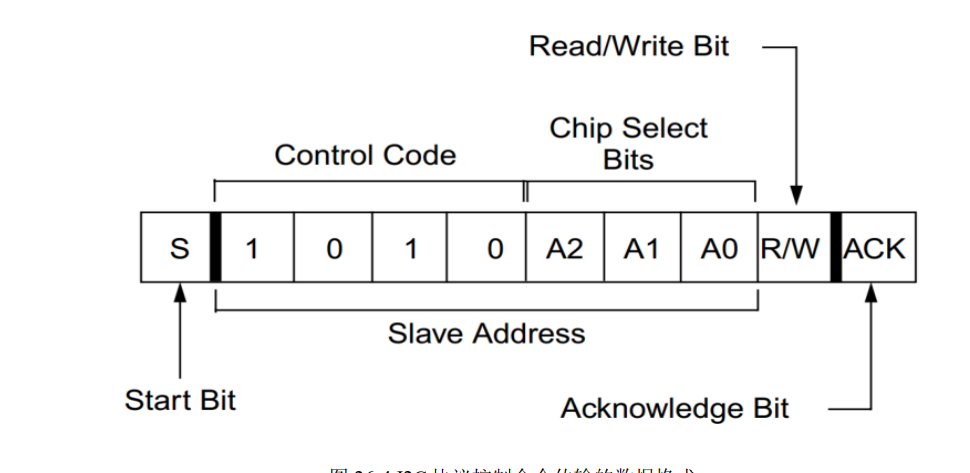 Read/Write Bit
Chip Select
Bits
Control Code
S 1 0 1 0 A2 A1 A0 R/W ACK
Slave Address
Start Bit
Acknowledge Bit